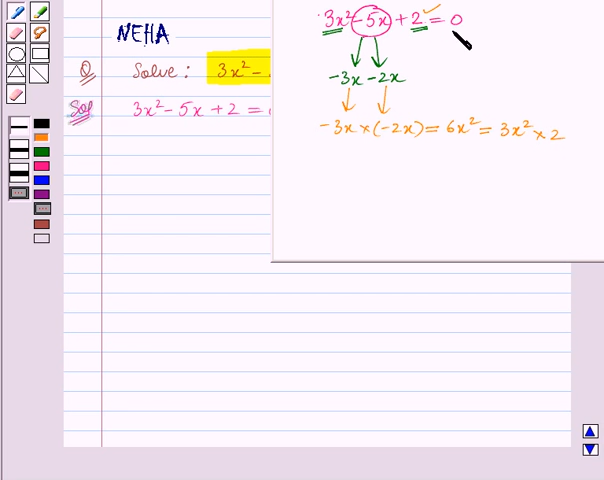 NEHA
Q Solve : 3x² -
Sol 3x² - 5x + 2 =
3x² - 5x + 2 = 0
-3x -2x
-3x × (-2x) = 6x² = 3x² × 2